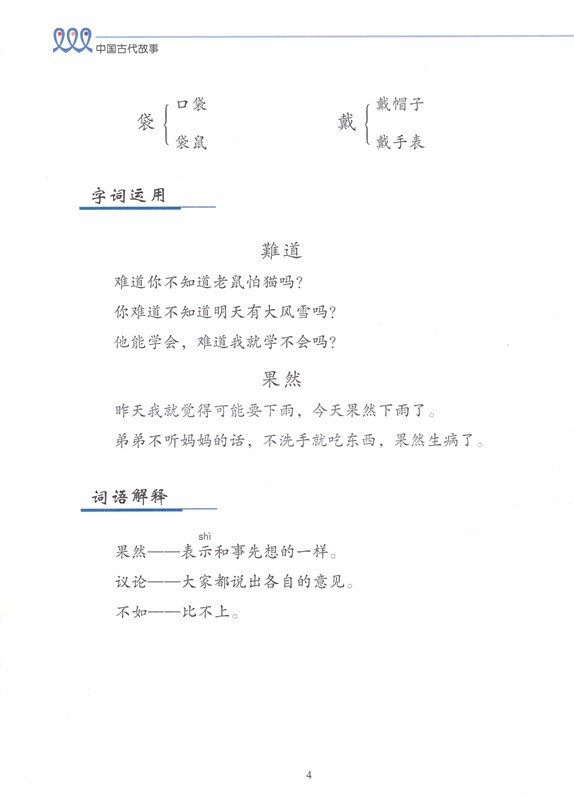 中国古代故事
袋 口袋 袋鼠
戴 戴帽子 戴手表
字词运用
難道
难道你不知道老鼠怕猫吗？
你难道不知道明天有大风雪吗？
他能学会，难道我就学不会吗？
果然
昨天我就觉得可能要下雨，今天果然下雨了。
弟弟不听妈妈的话，不洗手就吃东西，果然生病了。
词语解释
shì
果然——表示和事先想的一样。
议论——大家都说出各自的意见。
不如——比不上。
4